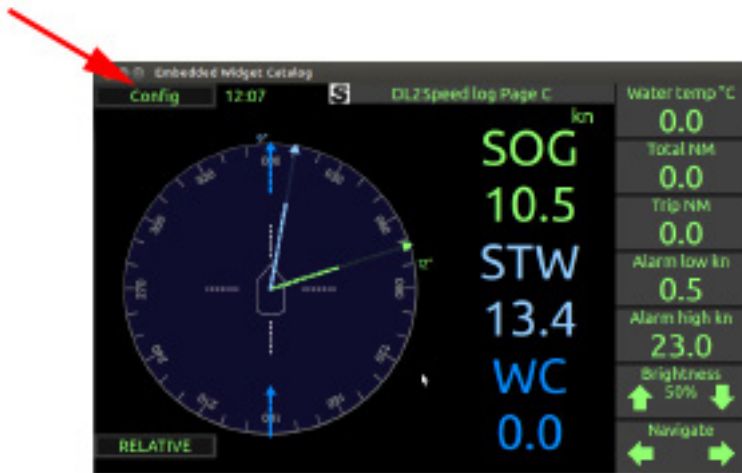 Embedded Widget Catalog
Config
12:07
S
DL2 Speed log Page C
kn
SOG
10.5
STW
13.4
WC
0.0
RELATIVE
Water temp °C
0.0
Total NM
0.0
Trip NM
0.0
Alarm low kn
0.5
Alarm high kn
23.0
Brightness
50%
Navigate